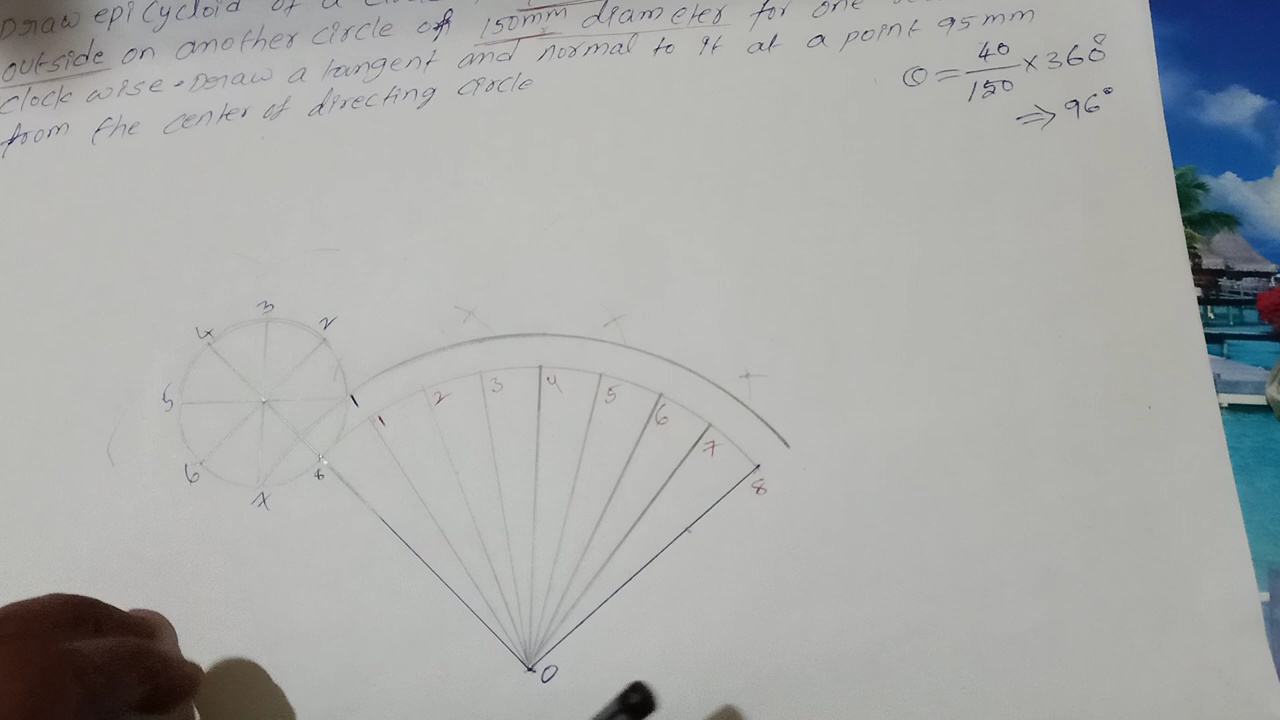 Draw epicycloid of a
outside on another circle of 150mm diameter for one
clock wise. Draw a tangent and normal to it at a point 95mm
from the center of directing circle
Θ = 40/150 × 360°
⇒ 96°
3
4 2
5 1
6 8
7
1 2 3 4 5 6 7 8
O